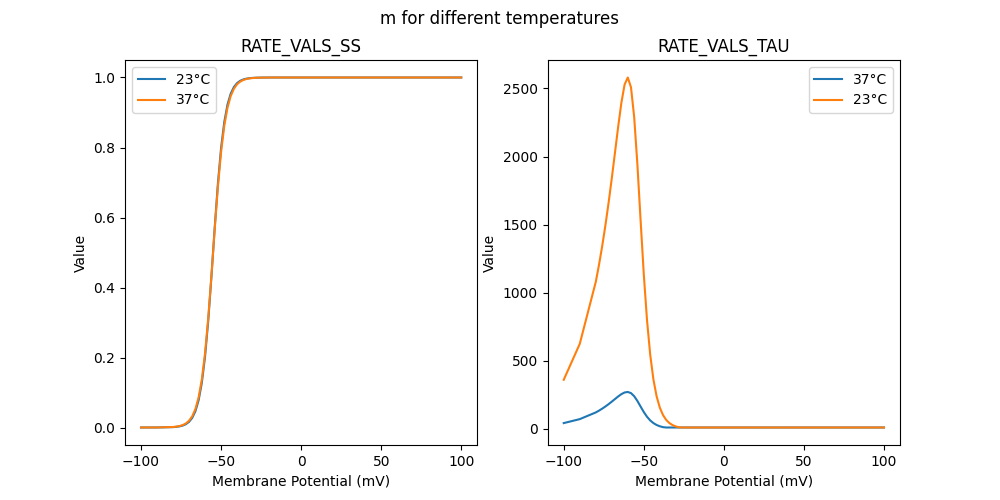 m for different temperatures
RATE_VALS_SS
RATE_VALS_TAU
23°C
37°C
37°C
23°C
1.0
0.8
0.6
0.4
0.2
0.0
Value
2500
2000
1500
1000
500
0
Value
−100
−50
0
50
100
−100
−50
0
50
100
Membrane Potential (mV)
Membrane Potential (mV)